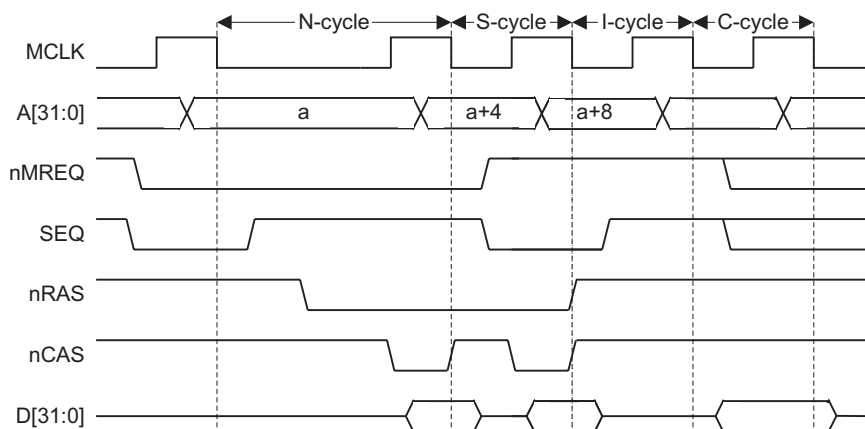 N-cycle S-cycle I-cycle C-cycle
MCLK
A[31:0] a a+4 a+8
nMREQ
SEQ
nRAS
nCAS
D[31:0]